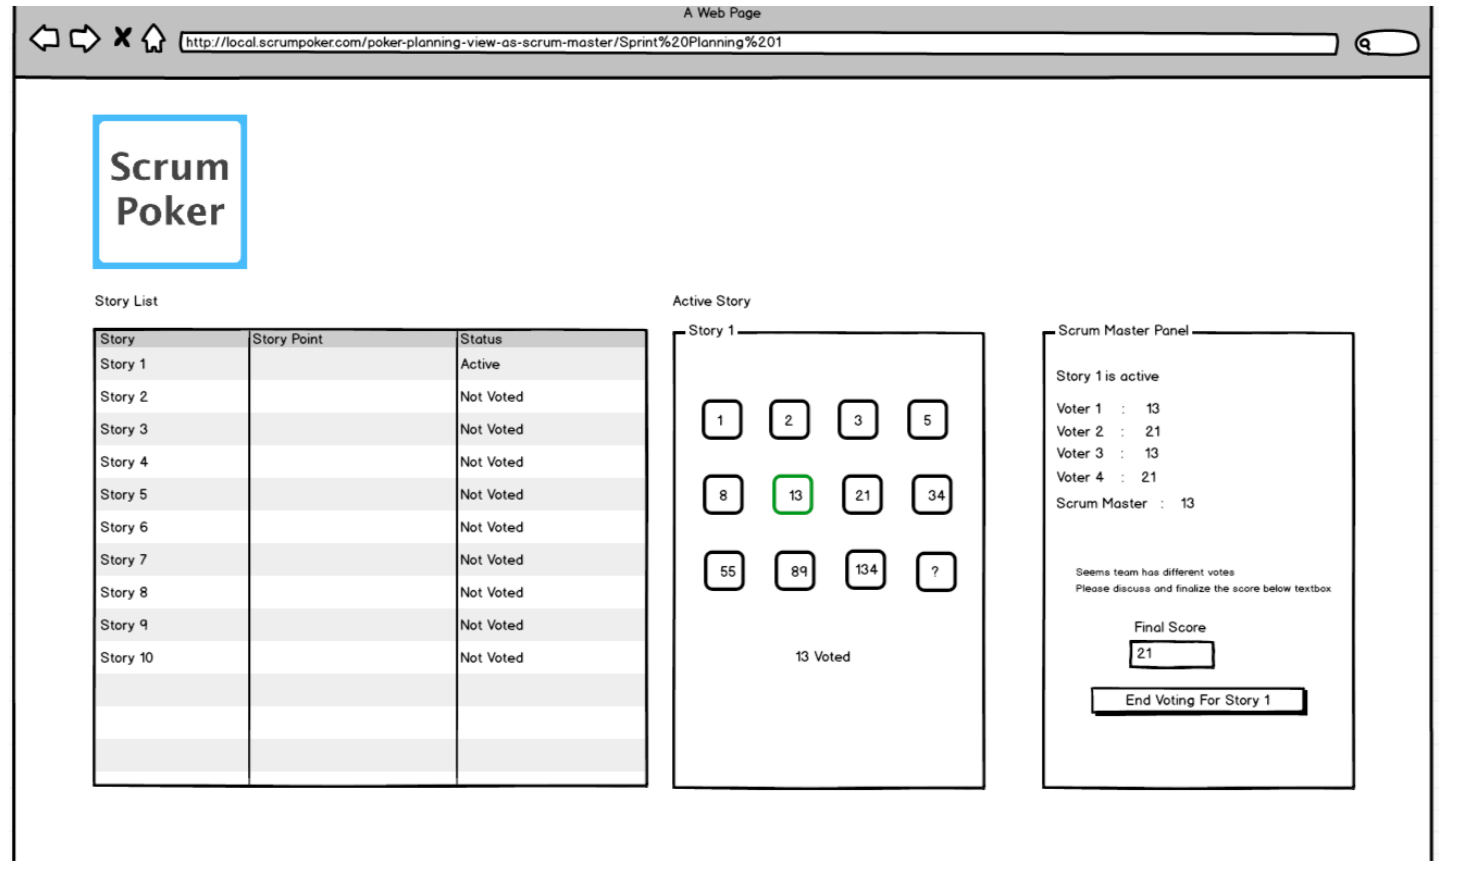 A Web Page
http://local.scrumpoker.com/poker-planning-view-as-scrum-master/Sprint%20Planning%201
Scrum
Poker
Story List
Story Story Point Status
Story 1 Active
Story 2 Not Voted
Story 3 Not Voted
Story 4 Not Voted
Story 5 Not Voted
Story 6 Not Voted
Story 7 Not Voted
Story 8 Not Voted
Story 9 Not Voted
Story 10 Not Voted
Active Story
Story 1
1 2 3 5
8 13 21 34
55 89 134 ?
13 Voted
Scrum Master Panel
Story 1 is active
Voter 1 : 13
Voter 2 : 21
Voter 3 : 13
Voter 4 : 21
Scrum Master : 13
Seems team has different votes
Please discuss and finalize the score below textbox
Final Score
21
End Voting For Story 1